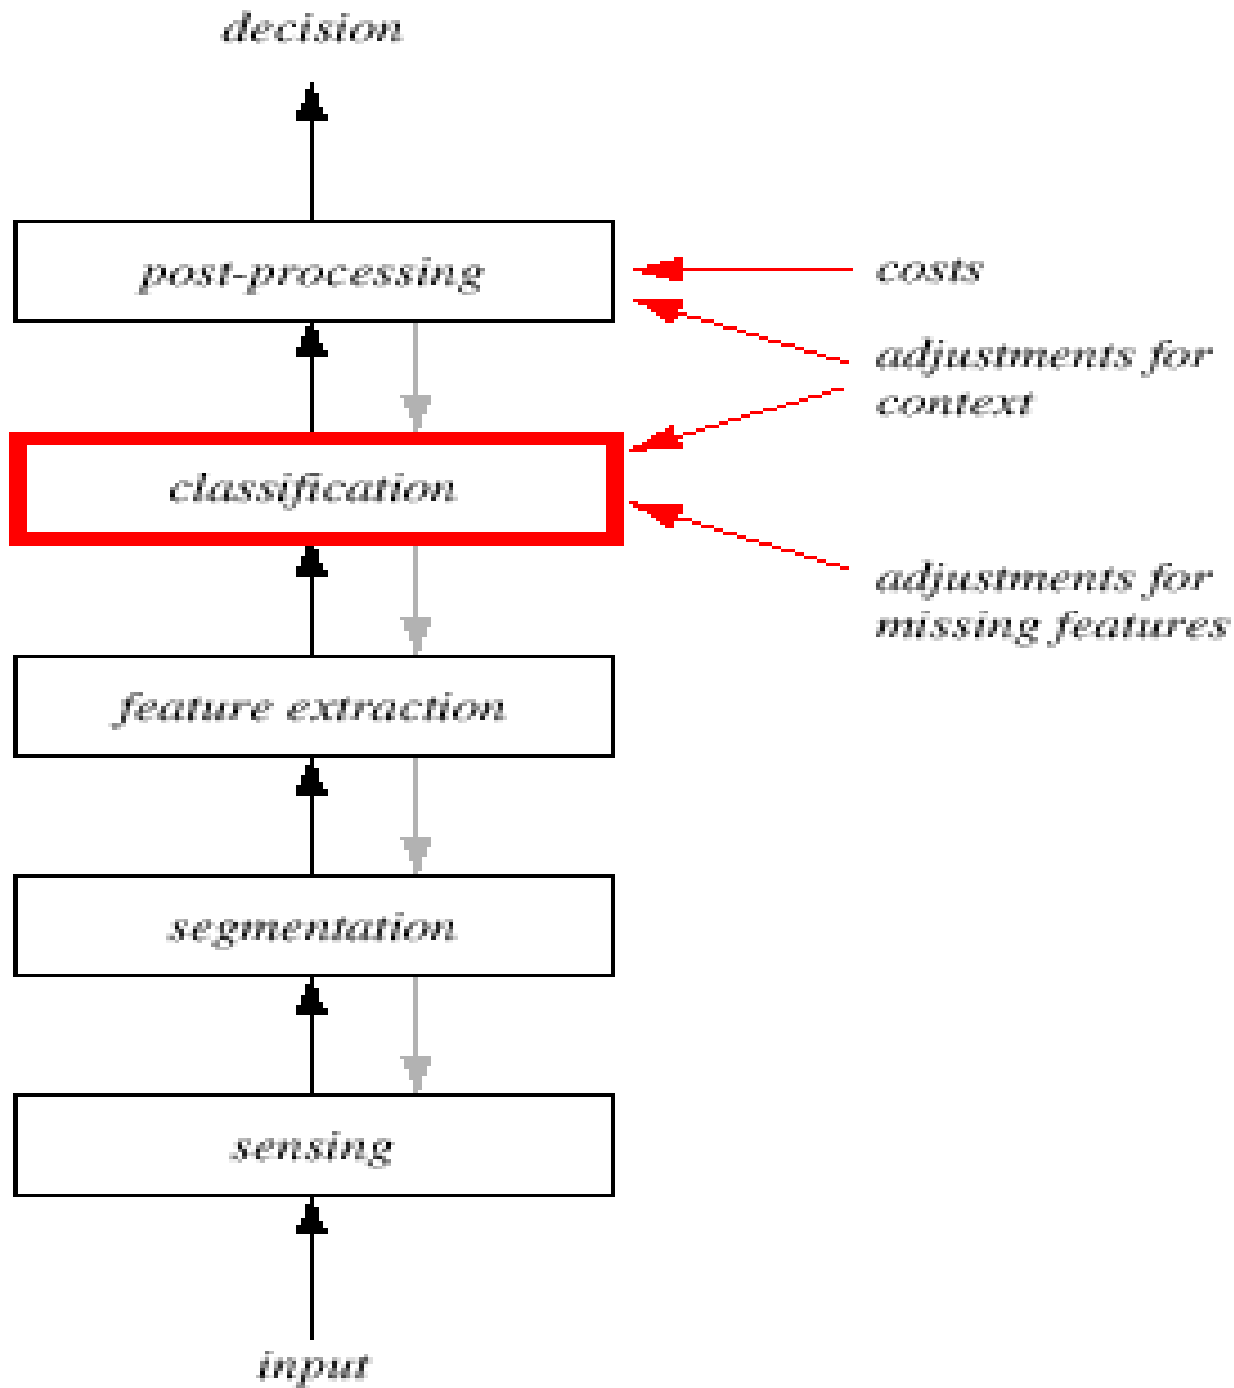 decision
post-processing
costs
adjustments for
context
classification
adjustments for
missing features
feature extraction
segmentation
sensing
input